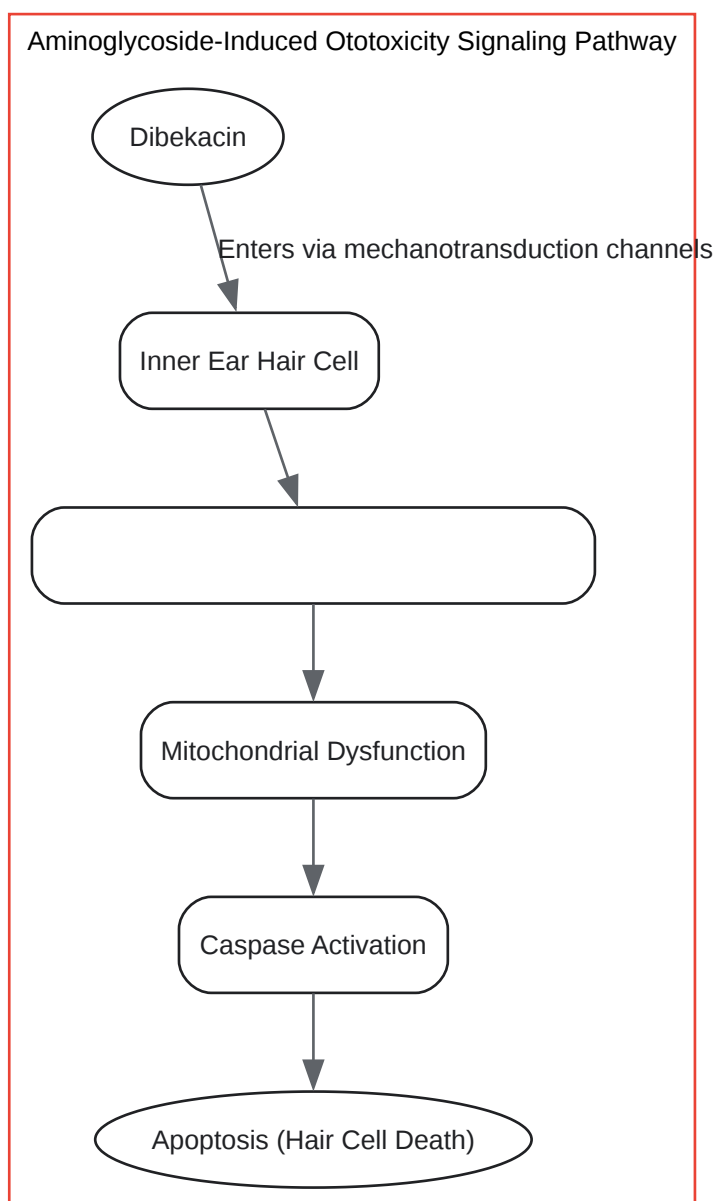 Aminoglycoside-Induced Ototoxicity Signaling Pathway
Dibekacin
Enters via mechanotransduction channels
Inner Ear Hair Cell
Mitochondrial Dysfunction
Caspase Activation
Apoptosis (Hair Cell Death)